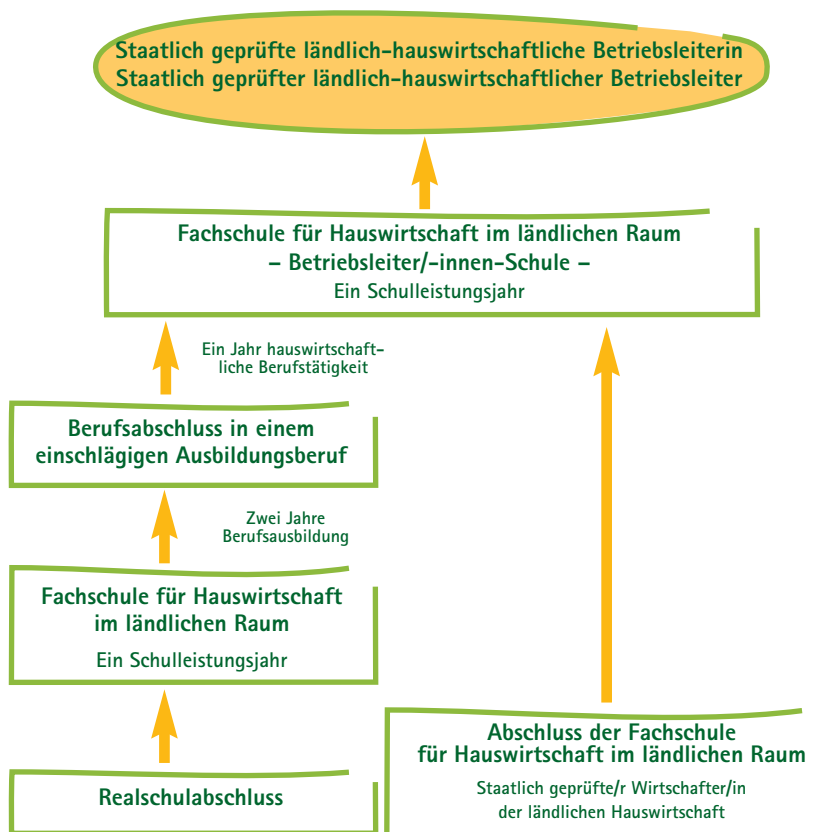 Staatlich geprüfte ländlich-hauswirtschaftliche Betriebsleiterin
Staatlich geprüfter ländlich-hauswirtschaftlicher Betriebsleiter
Fachschule für Hauswirtschaft im ländlichen Raum
– Betriebsleiter/-innen-Schule –
Ein Schulleistungsjahr
Ein Jahr hauswirtschaft-
liche Berufstätigkeit
Berufsabschluss in einem
einschlägigen Ausbildungsberuf
Zwei Jahre
Berufsausbildung
Fachschule für Hauswirtschaft
im ländlichen Raum
Ein Schulleistungsjahr
Realschulabschluss
Abschluss der Fachschule
für Hauswirtschaft im ländlichen Raum
Staatlich geprüfte/r Wirtschafter/in
der ländlichen Hauswirtschaft